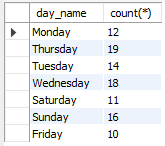 day_name count(*)
Monday 12
Thursday 19
Tuesday 14
Wednesday 18
Saturday 11
Sunday 16
Friday 10